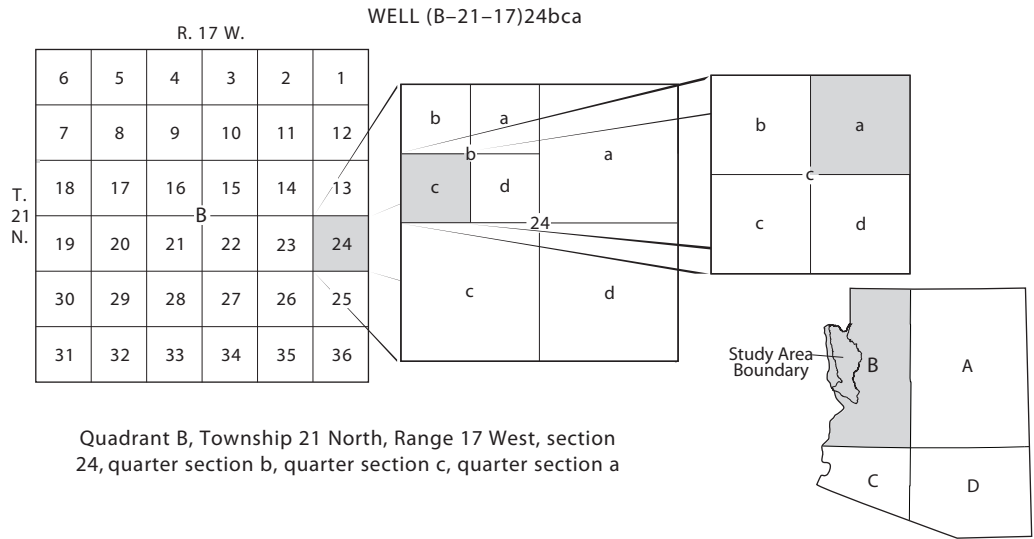 WELL (B–21–17)24bca
R. 17 W.
T.
21
N.
6 5 4 3 2 1
7 8 9 10 11 12
18 17 16 15 14 13
B
19 20 21 22 23 24
30 29 28 27 26 25
31 32 33 34 35 36
b a
b
a
c d
24
c d
b a
c
c d
Study Area
Boundary
B A
C D
Quadrant B, Township 21 North, Range 17 West, section
24, quarter section b, quarter section c, quarter section a